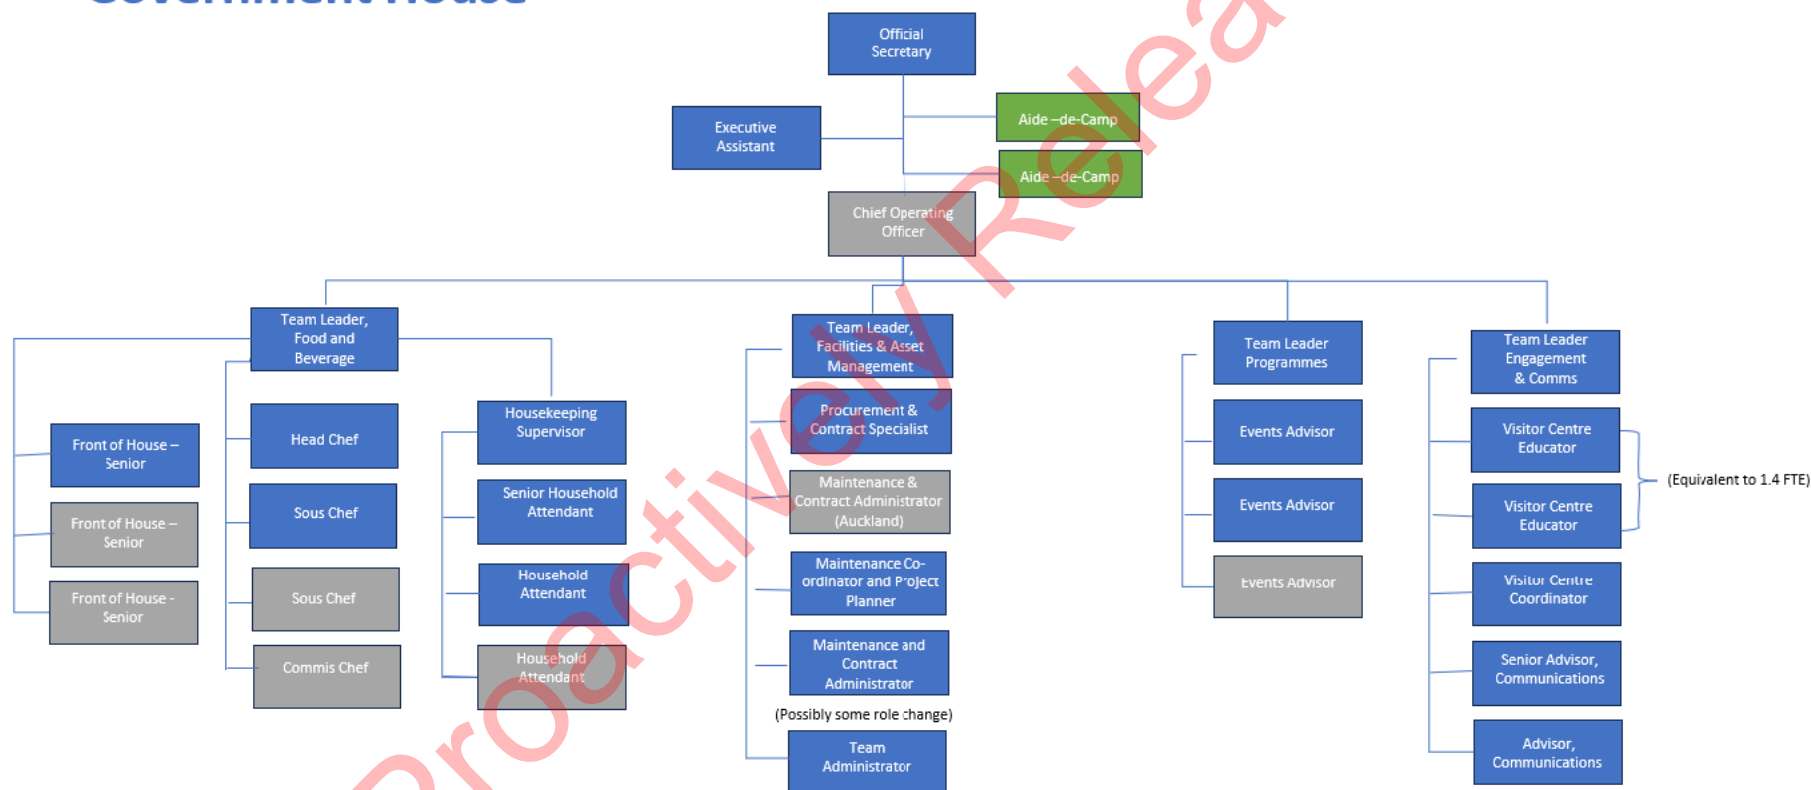 Government House
Official
Secretary
Executive
Assistant
Aide –de-Camp
Aide –de-Camp
Chief Operating
Officer
Team Leader,
Food and
Beverage
Front of House –
Senior
Front of House –
Senior
Front of House -
Senior
Head Chef
Sous Chef
Sous Chef
Commis Chef
Housekeeping
Supervisor
Senior Household
Attendant
Household
Attendant
Household
Attendant
Team Leader,
Facilities & Asset
Management
Procurement &
Contract Specialist
Maintenance &
Contract Administrator
(Auckland)
Maintenance Co-
ordinator and Project
Planner
Maintenance and
Contract
Administrator
(Possibly some role change)
Team
Administrator
Team Leader
Programmes
Events Advisor
Events Advisor
Events Advisor
Team Leader
Engagement
& Comms
Visitor Centre
Educator
Visitor Centre
Educator
(Equivalent to 1.4 FTE)
Visitor Centre
Coordinator
Senior Advisor,
Communications
Advisor,
Communications
Proactively Relea